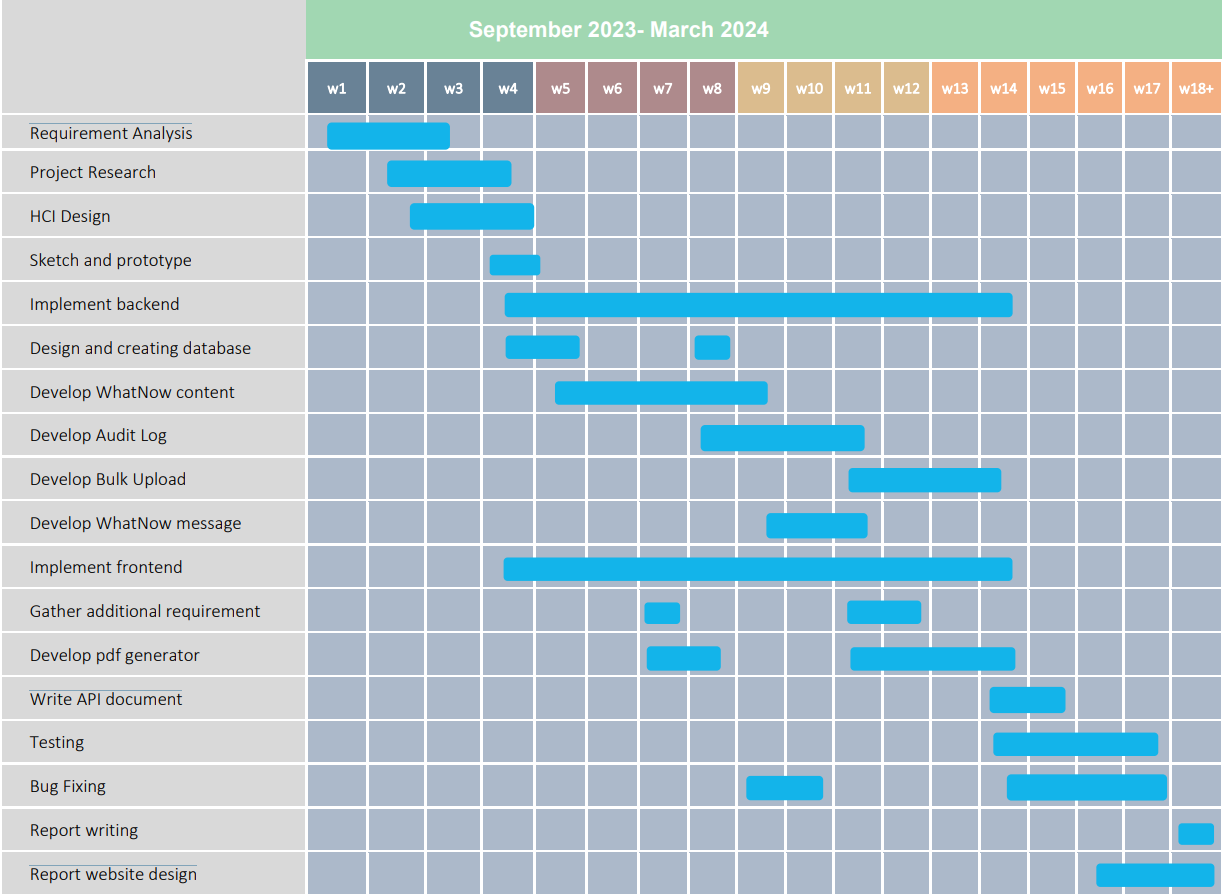 September 2023- March 2024
w1 w2 w3 w4 w5 w6 w7 w8 w9 w10 w11 w12 w13 w14 w15 w16 w17 w18+
Requirement Analysis
Project Research
HCI Design
Sketch and prototype
Implement backend
Design and creating database
Develop WhatNow content
Develop Audit Log
Develop Bulk Upload
Develop WhatNow message
Implement frontend
Gather additional requirement
Develop pdf generator
Write API document
Testing
Bug Fixing
Report writing
Report website design